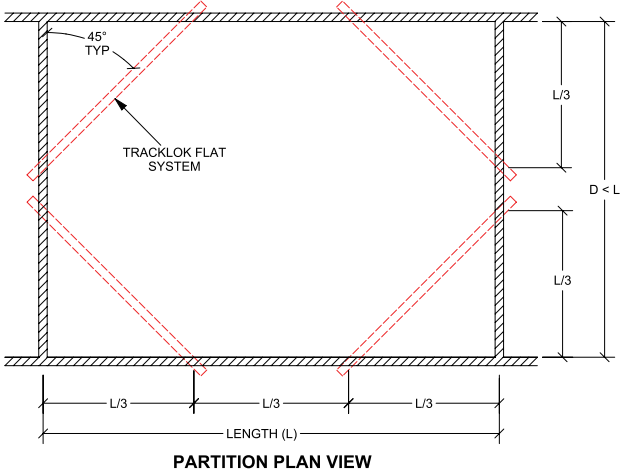 45°
TYP
L/3
TRACKLOK FLAT
SYSTEM
D < L
L/3
L/3
L/3
L/3
LENGTH (L)
PARTITION PLAN VIEW